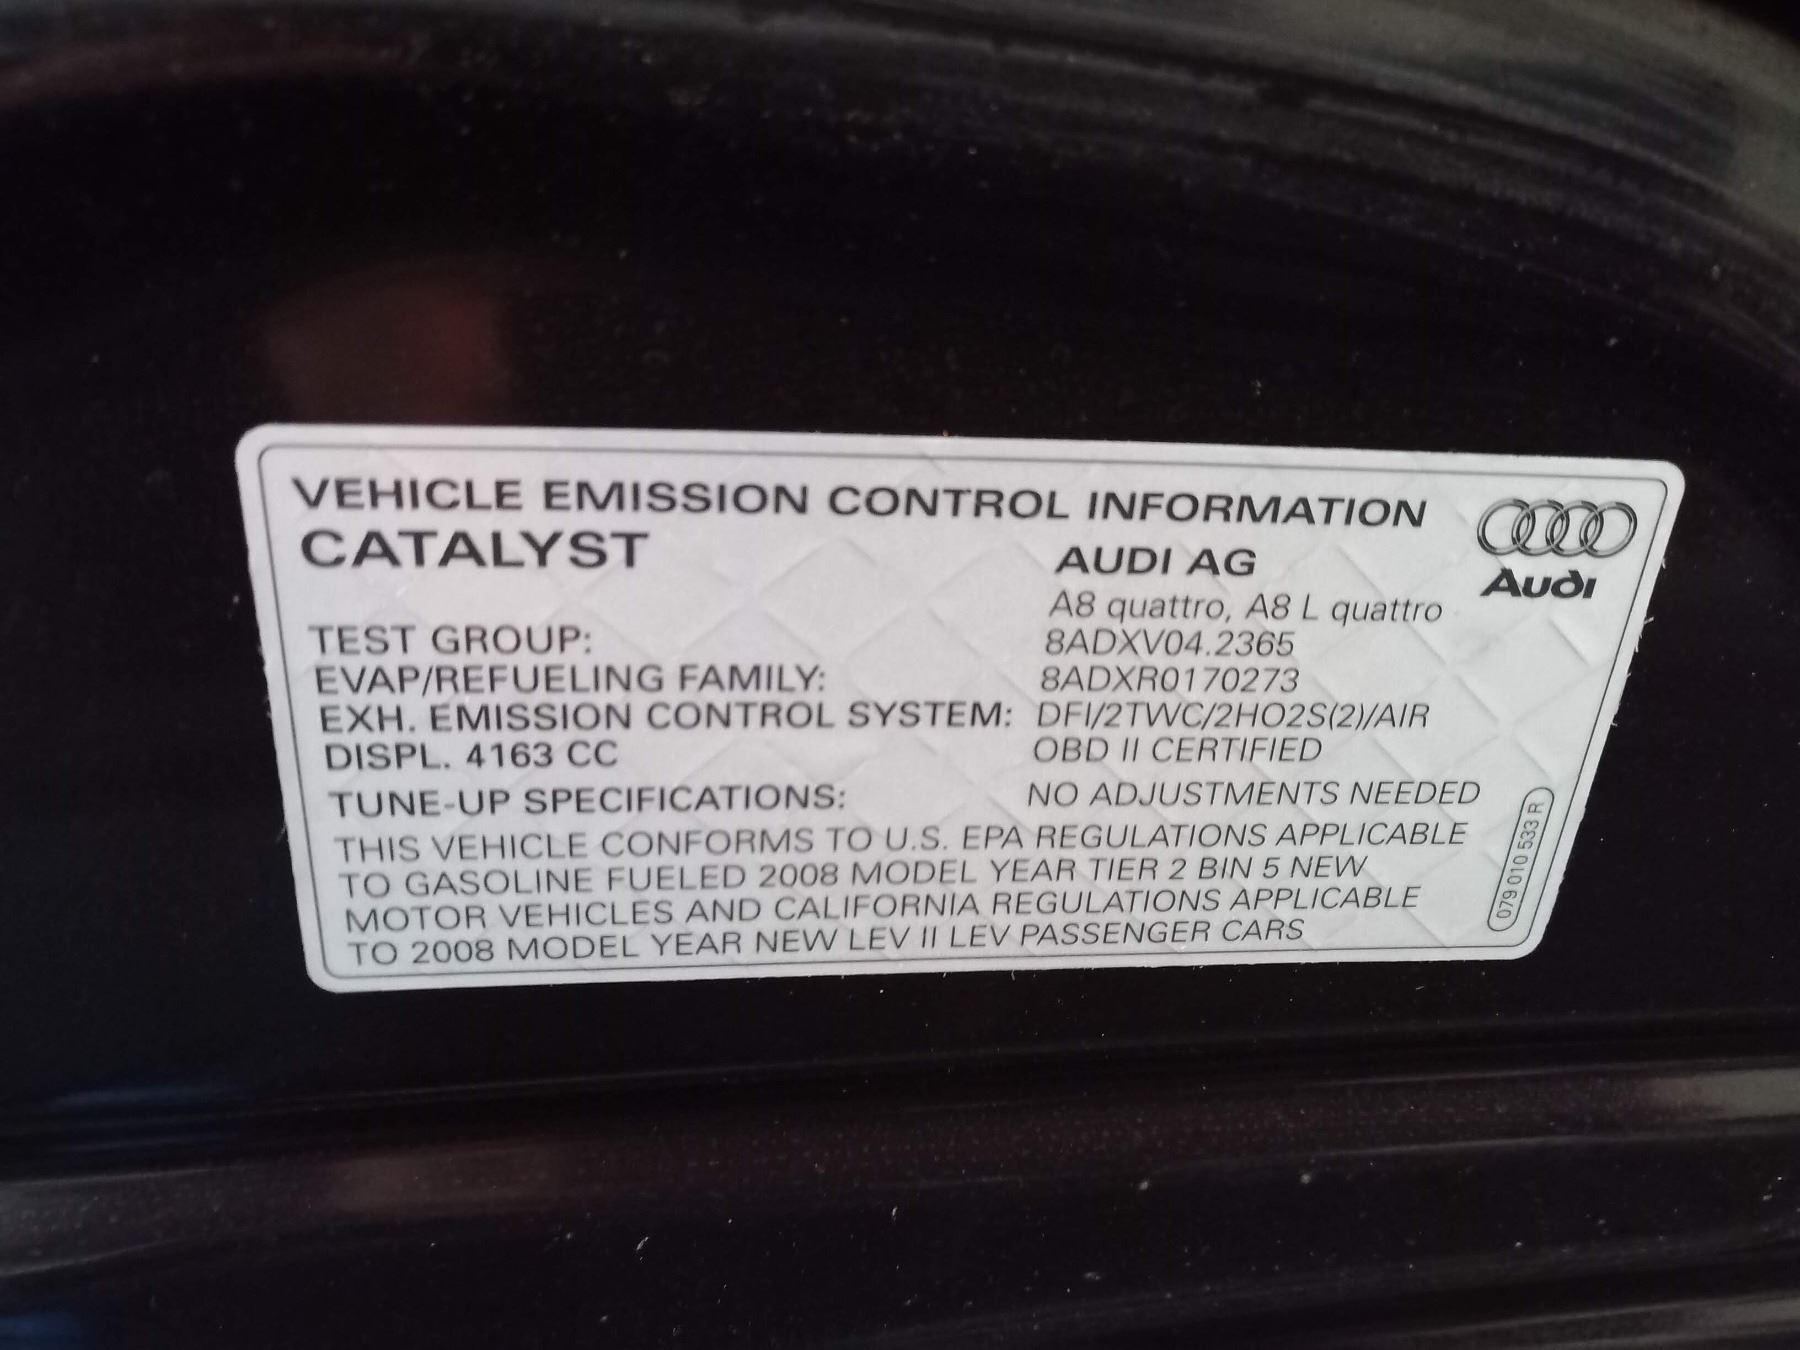 VEHICLE EMISSION CONTROL INFORMATION
CATALYST
AUDI AG
Audi
A8 quattro, A8 L quattro
TEST GROUP: 8ADXV04.2365
EVAP/REFUELING FAMILY: 8ADXR0170273
EXH. EMISSION CONTROL SYSTEM: DFI/2TWC/2HO2S(2)/AIR
DISPL. 4163 CC OBD II CERTIFIED
TUNE-UP SPECIFICATIONS: NO ADJUSTMENTS NEEDED
THIS VEHICLE CONFORMS TO U.S. EPA REGULATIONS APPLICABLE
TO GASOLINE FUELED 2008 MODEL YEAR TIER 2 BIN 5 NEW
MOTOR VEHICLES AND CALIFORNIA REGULATIONS APPLICABLE
TO 2008 MODEL YEAR NEW LEV II LEV PASSENGER CARS
079 010 533 R